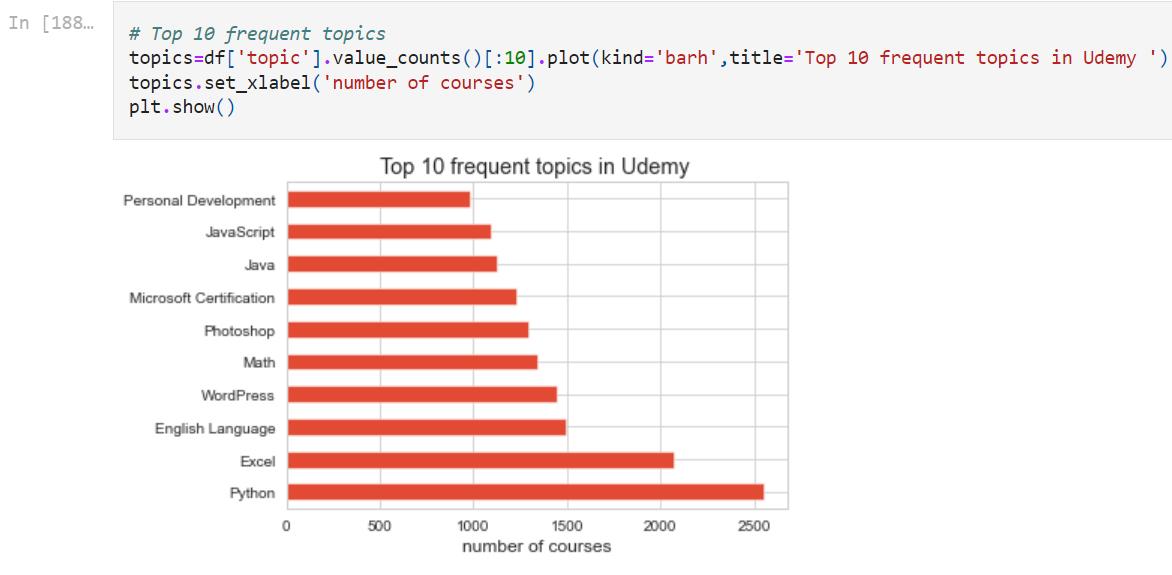 In [188…
# Top 10 frequent topics
topics=df['topic'].value_counts()[:10].plot(kind='barh',title='Top 10 frequent topics in Udemy ')
topics.set_xlabel('number of courses')
plt.show()
Top 10 frequent topics in Udemy
Personal Development
JavaScript
Java
Microsoft Certification
Photoshop
Math
WordPress
English Language
Excel
Python
0 500 1000 1500 2000 2500
number of courses